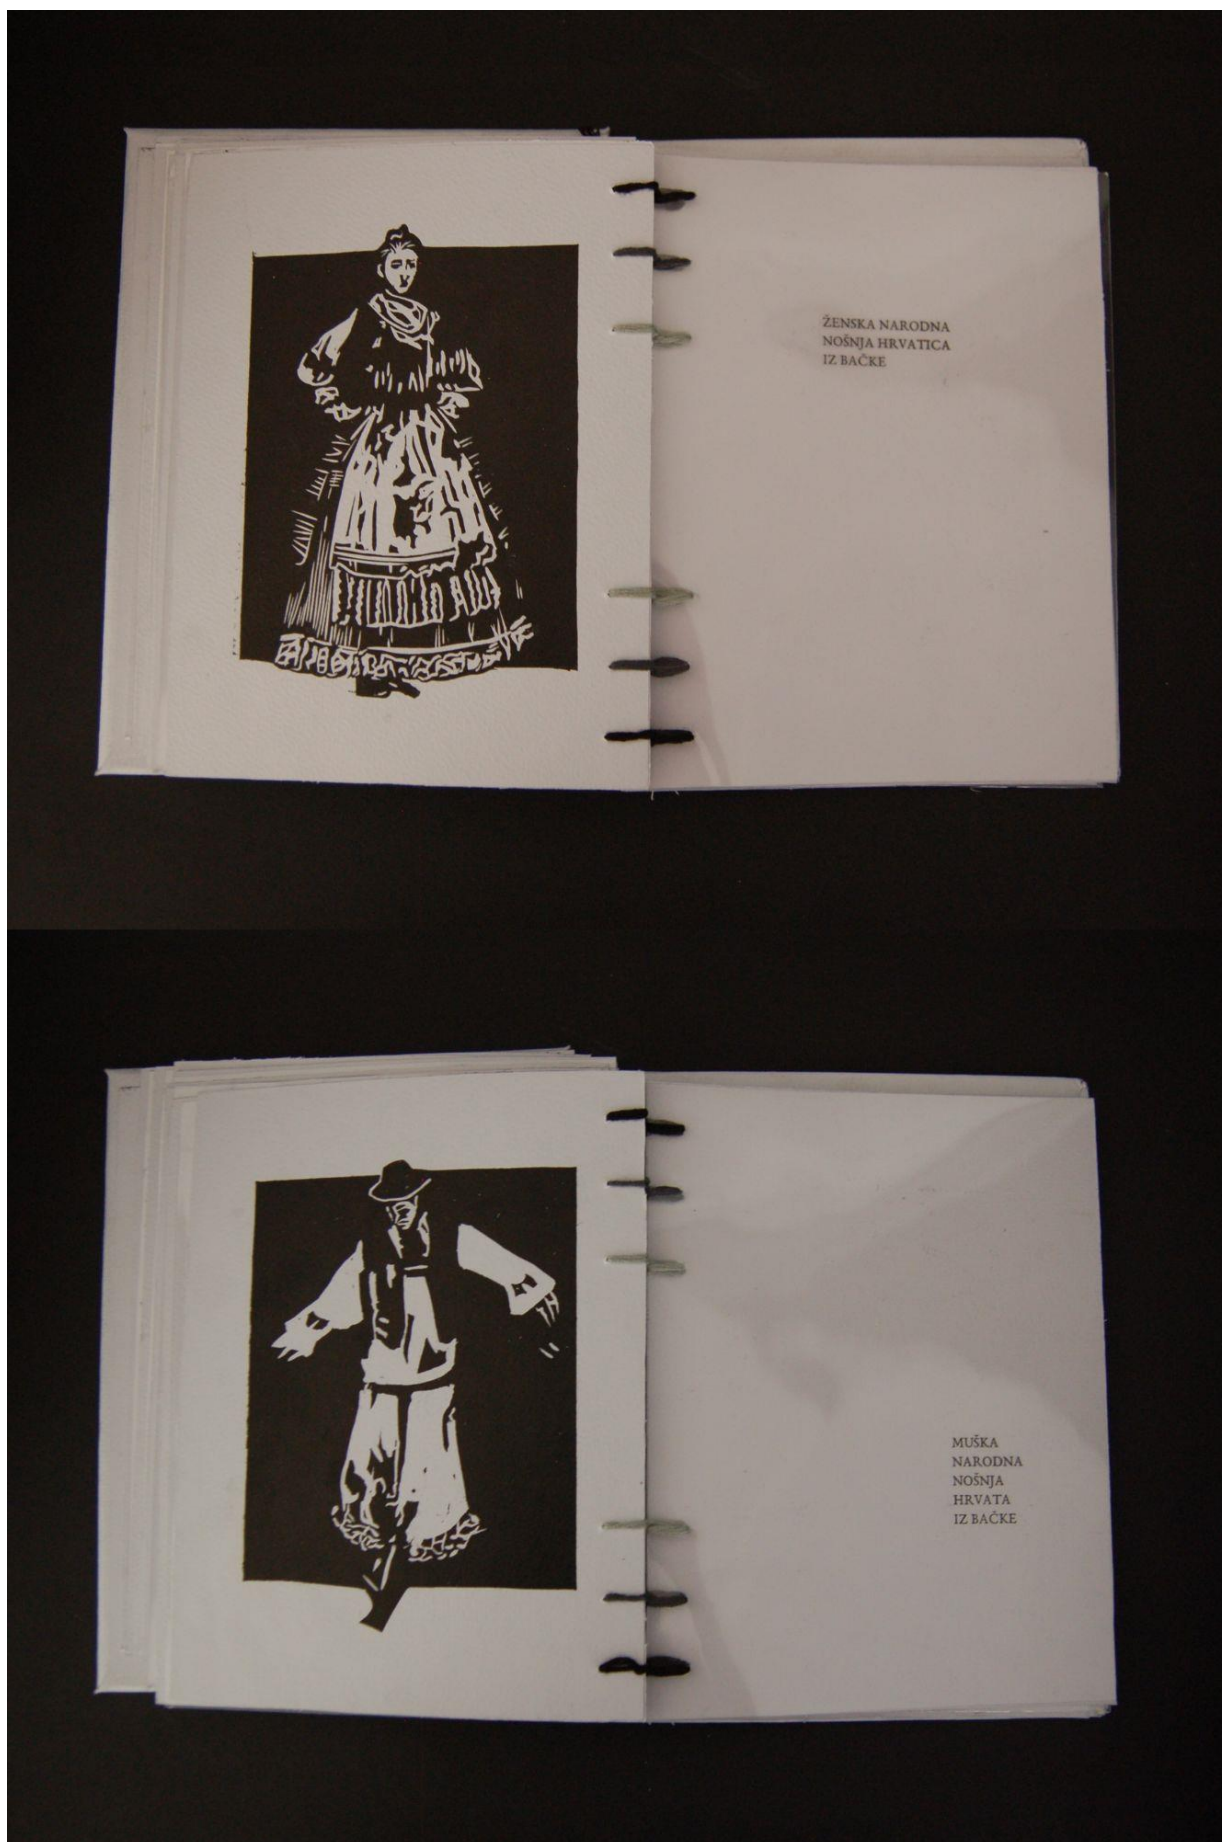 ŽENSKA NARODNA
NOŠNJA HRVATICA
IZ BAČKE
MUŠKA
NARODNA
NOŠNJA
HRVATA
IZ BAČKE